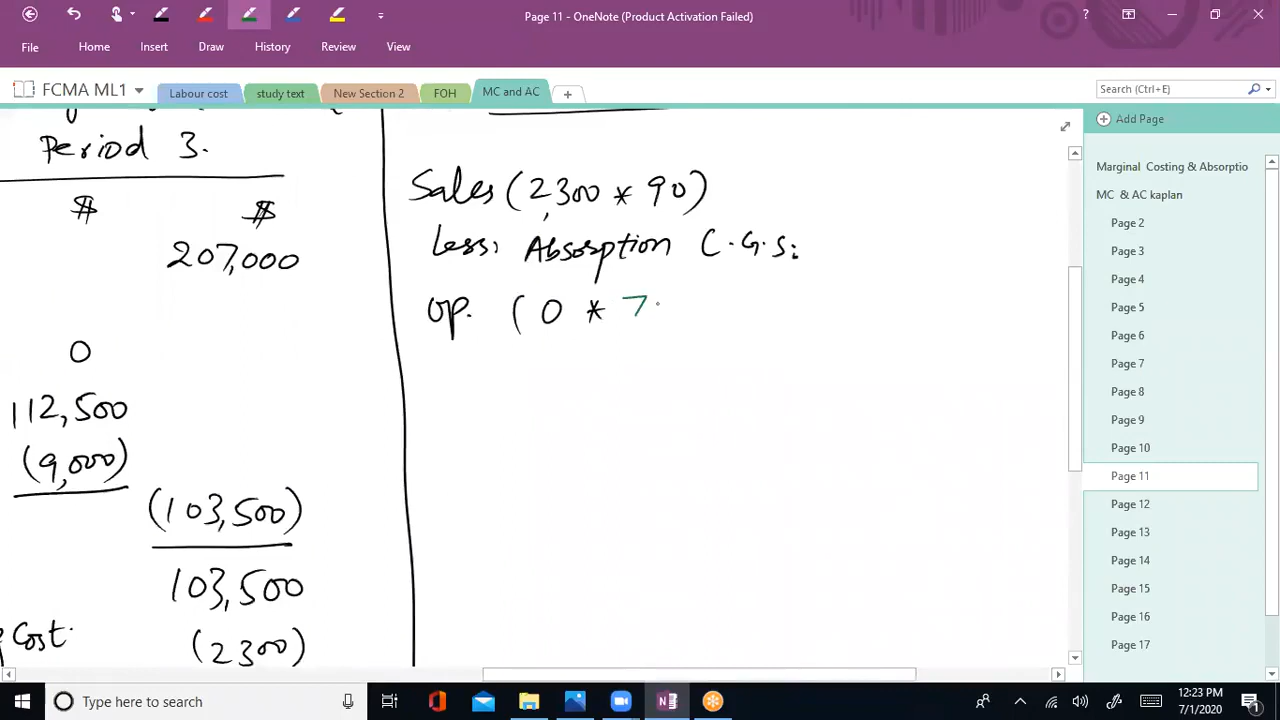 Page 11 - OneNote (Product Activation Failed)
File Home Insert Draw History Review View
FCMA ML1 Labour cost study text New Section 2 FOH MC and AC
Search (Ctrl+E)
Add Page
Marginal Costing & Absorptio
MC & AC kaplan
Page 2
Page 3
Page 4
Page 5
Page 6
Page 7
Page 8
Page 9
Page 10
Page 11
Page 12
Page 13
Page 14
Page 15
Page 16
Page 17
Period 3.
$ $
207,000
0
112,500
(9,000)
(103,500)
103,500
Cost. (2300)
Sales (2,300 * 90)
Less: Absorption C.G.S:
op. ( 0 * 7
Type here to search
12:23 PM
7/1/2020
1